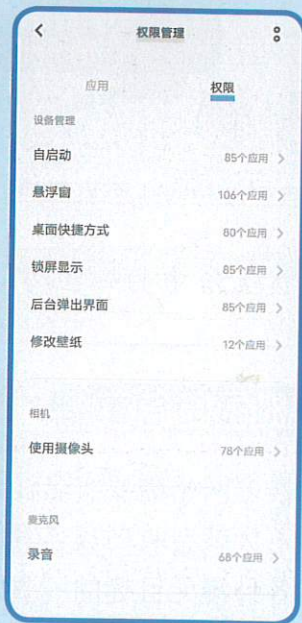 权限管理
应用 权限
设备管理
自启动 85个应用
悬浮窗 106个应用
桌面快捷方式 80个应用
锁屏显示 85个应用
后台弹出界面 85个应用
修改壁纸 12个应用
相机
使用摄像头 78个应用
麦克风
录音 68个应用